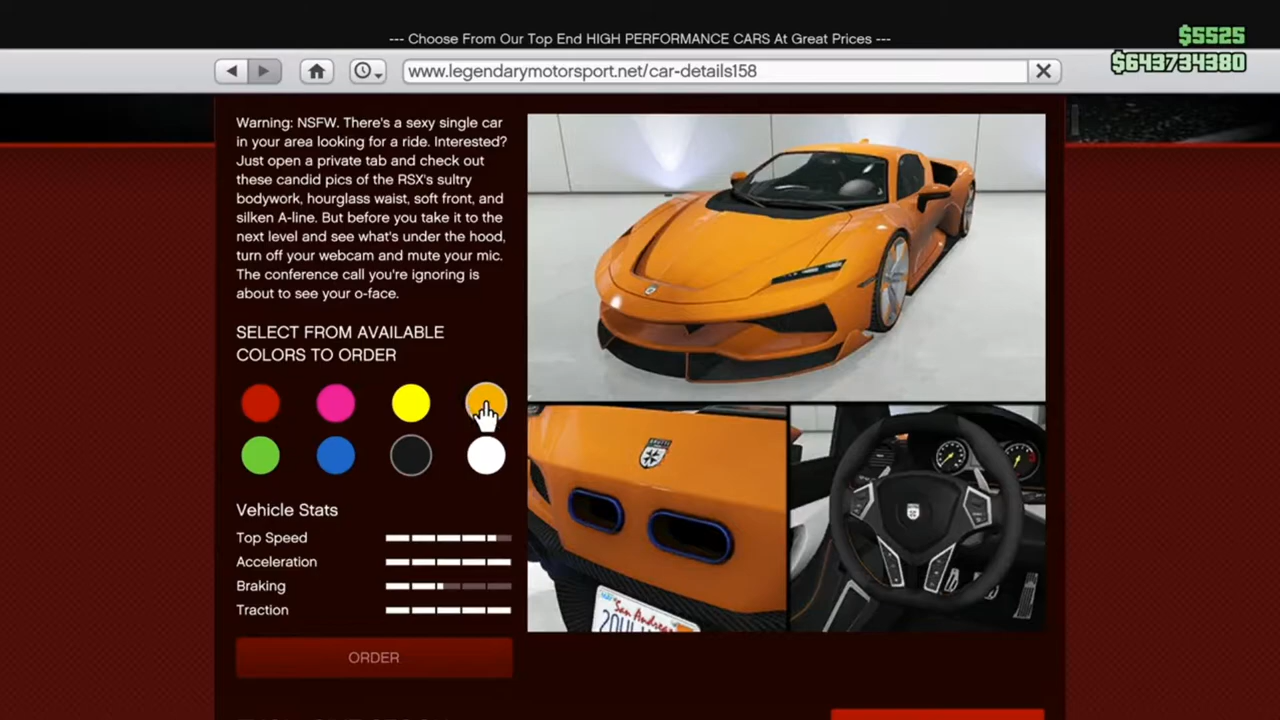 --- Choose From Our Top End HIGH PERFORMANCE CARS At Great Prices ---
$5525
$643734380
www.legendarymotorsport.net/car-details158
Warning: NSFW. There's a sexy single car
in your area looking for a ride. Interested?
Just open a private tab and check out
these candid pics of the RSX's sultry
bodywork, hourglass waist, soft front, and
silken A-line. But before you take it to the
next level and see what's under the hood,
turn off your webcam and mute your mic.
The conference call you're ignoring is
about to see your o-face.
SELECT FROM AVAILABLE
COLORS TO ORDER
Vehicle Stats
Top Speed
Acceleration
Braking
Traction
ORDER
San Andreas